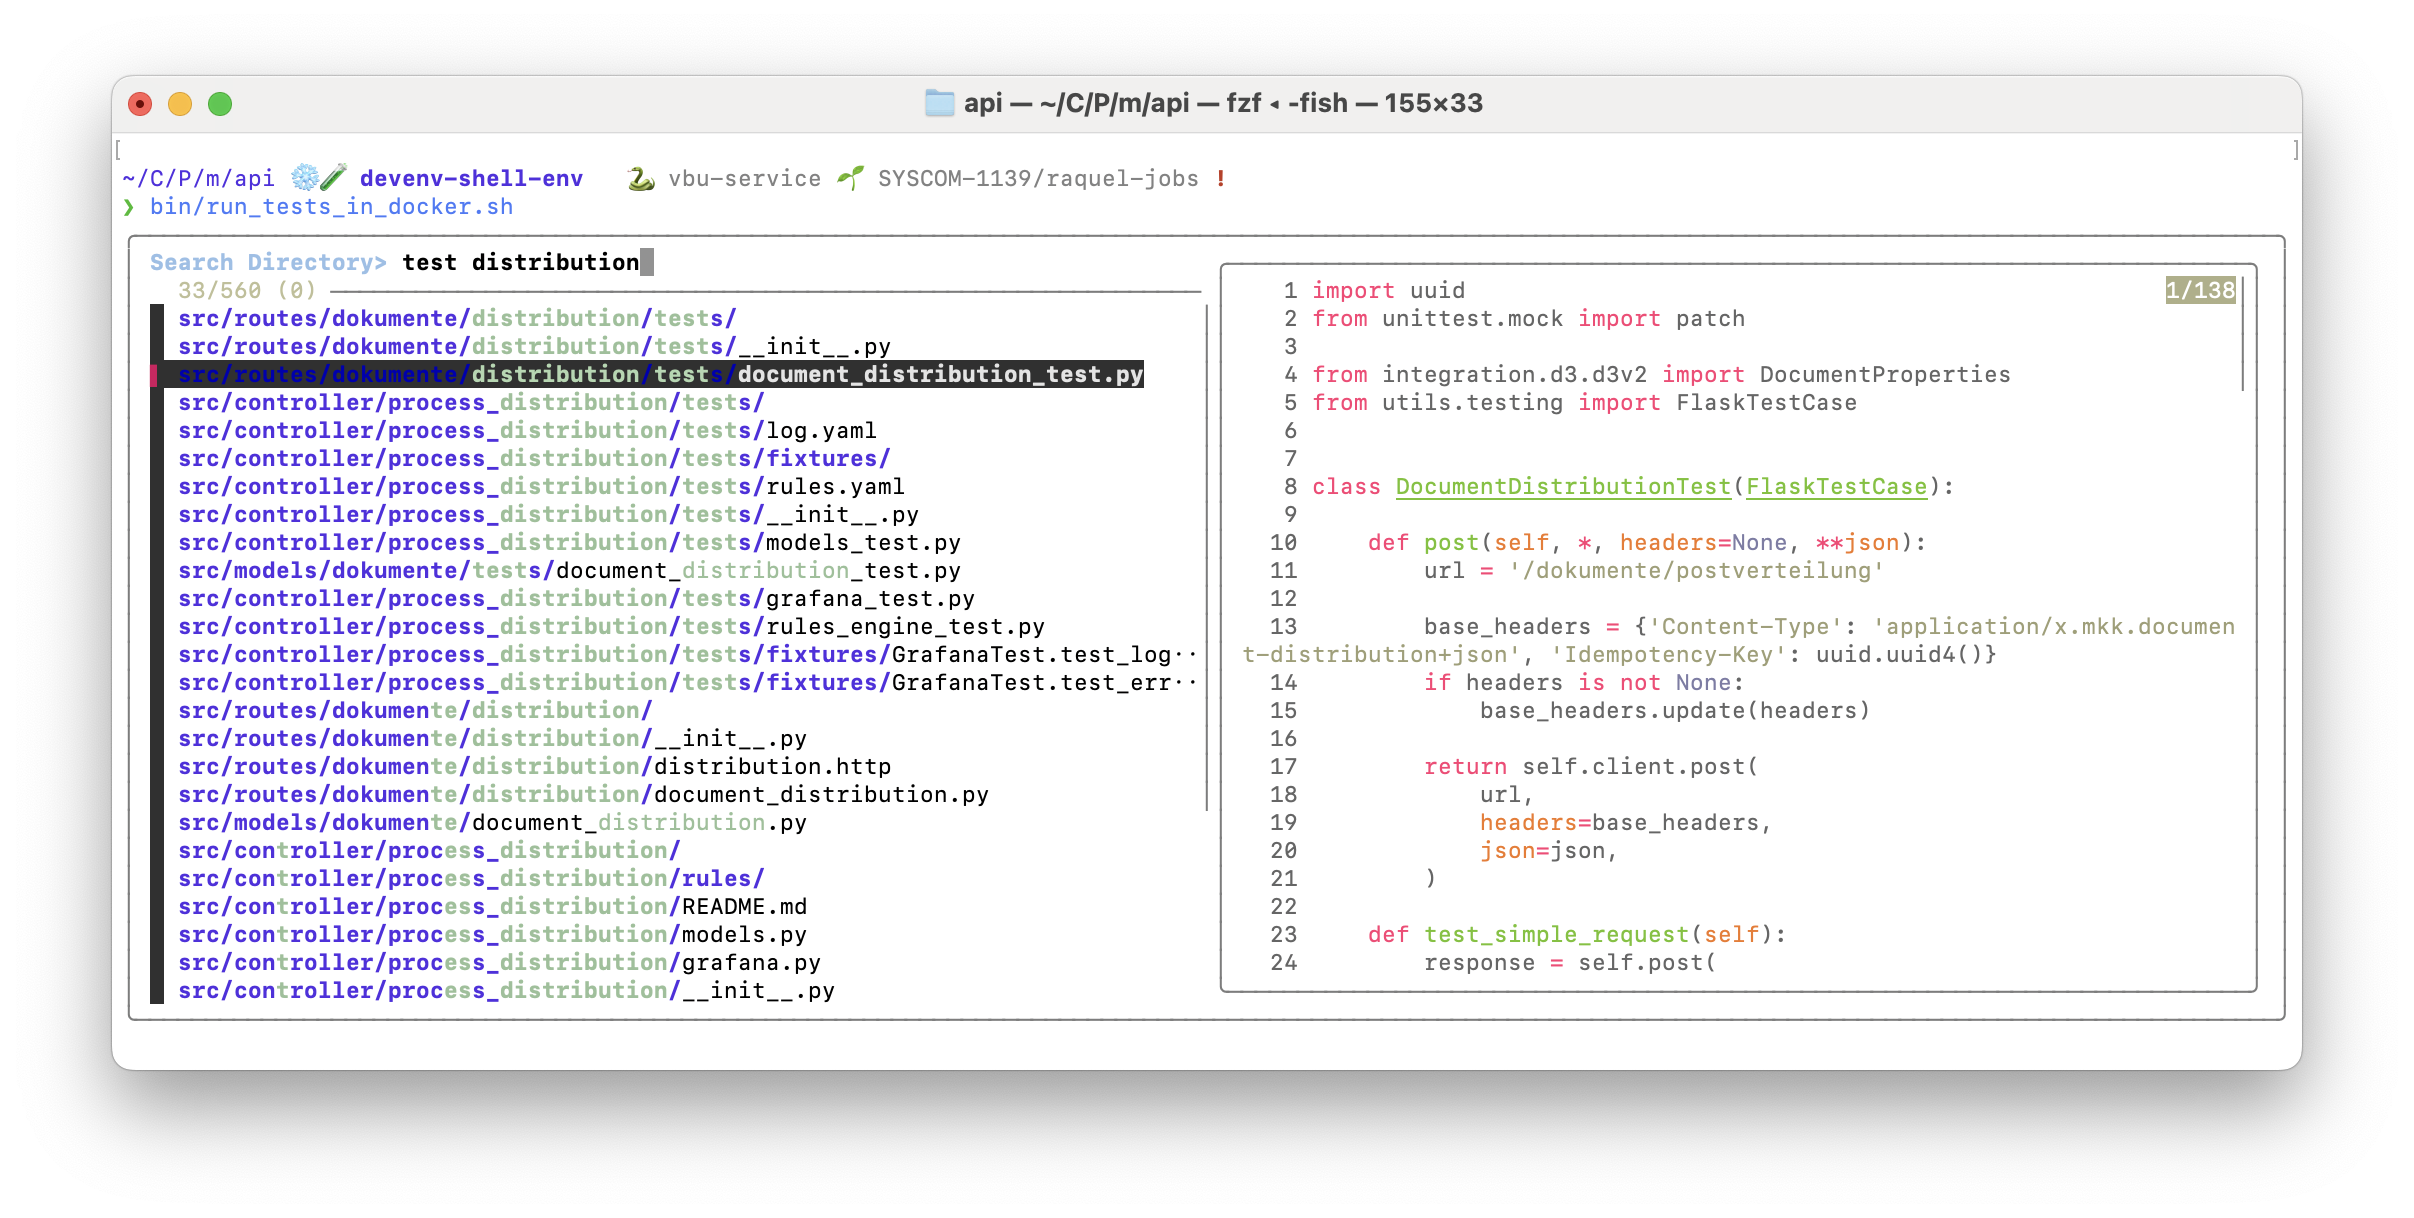 api — ~/C/P/m/api — fzf ◂ -fish — 155×33
[ ]
~/C/P/m/api ❄️🧪 devenv-shell-env 🐍 vbu-service 🌱 SYSCOM-1139/raquel-jobs !
❯ bin/run_tests_in_docker.sh
Search Directory> test distribution
33/560 (0)
src/routes/dokumente/distribution/tests/
src/routes/dokumente/distribution/tests/__init__.py
src/routes/dokumente/distribution/tests/document_distribution_test.py
src/controller/process_distribution/tests/
src/controller/process_distribution/tests/log.yaml
src/controller/process_distribution/tests/fixtures/
src/controller/process_distribution/tests/rules.yaml
src/controller/process_distribution/tests/__init__.py
src/controller/process_distribution/tests/models_test.py
src/models/dokumente/tests/document_distribution_test.py
src/controller/process_distribution/tests/grafana_test.py
src/controller/process_distribution/tests/rules_engine_test.py
src/controller/process_distribution/tests/fixtures/GrafanaTest.test_log··
src/controller/process_distribution/tests/fixtures/GrafanaTest.test_err··
src/routes/dokumente/distribution/
src/routes/dokumente/distribution/__init__.py
src/routes/dokumente/distribution/distribution.http
src/routes/dokumente/distribution/document_distribution.py
src/models/dokumente/document_distribution.py
src/controller/process_distribution/
src/controller/process_distribution/rules/
src/controller/process_distribution/README.md
src/controller/process_distribution/models.py
src/controller/process_distribution/grafana.py
src/controller/process_distribution/__init__.py
1 import uuid 1/138
2 from unittest.mock import patch
3
4 from integration.d3.d3v2 import DocumentProperties
5 from utils.testing import FlaskTestCase
6
7
8 class DocumentDistributionTest(FlaskTestCase):
9
10     def post(self, *, headers=None, **json):
11         url = '/dokumente/postverteilung'
12
13         base_headers = {'Content-Type': 'application/x.mkk.documen
t-distribution+json', 'Idempotency-Key': uuid.uuid4()}
14         if headers is not None:
15             base_headers.update(headers)
16
17         return self.client.post(
18             url,
19             headers=base_headers,
20             json=json,
21         )
22
23     def test_simple_request(self):
24         response = self.post(